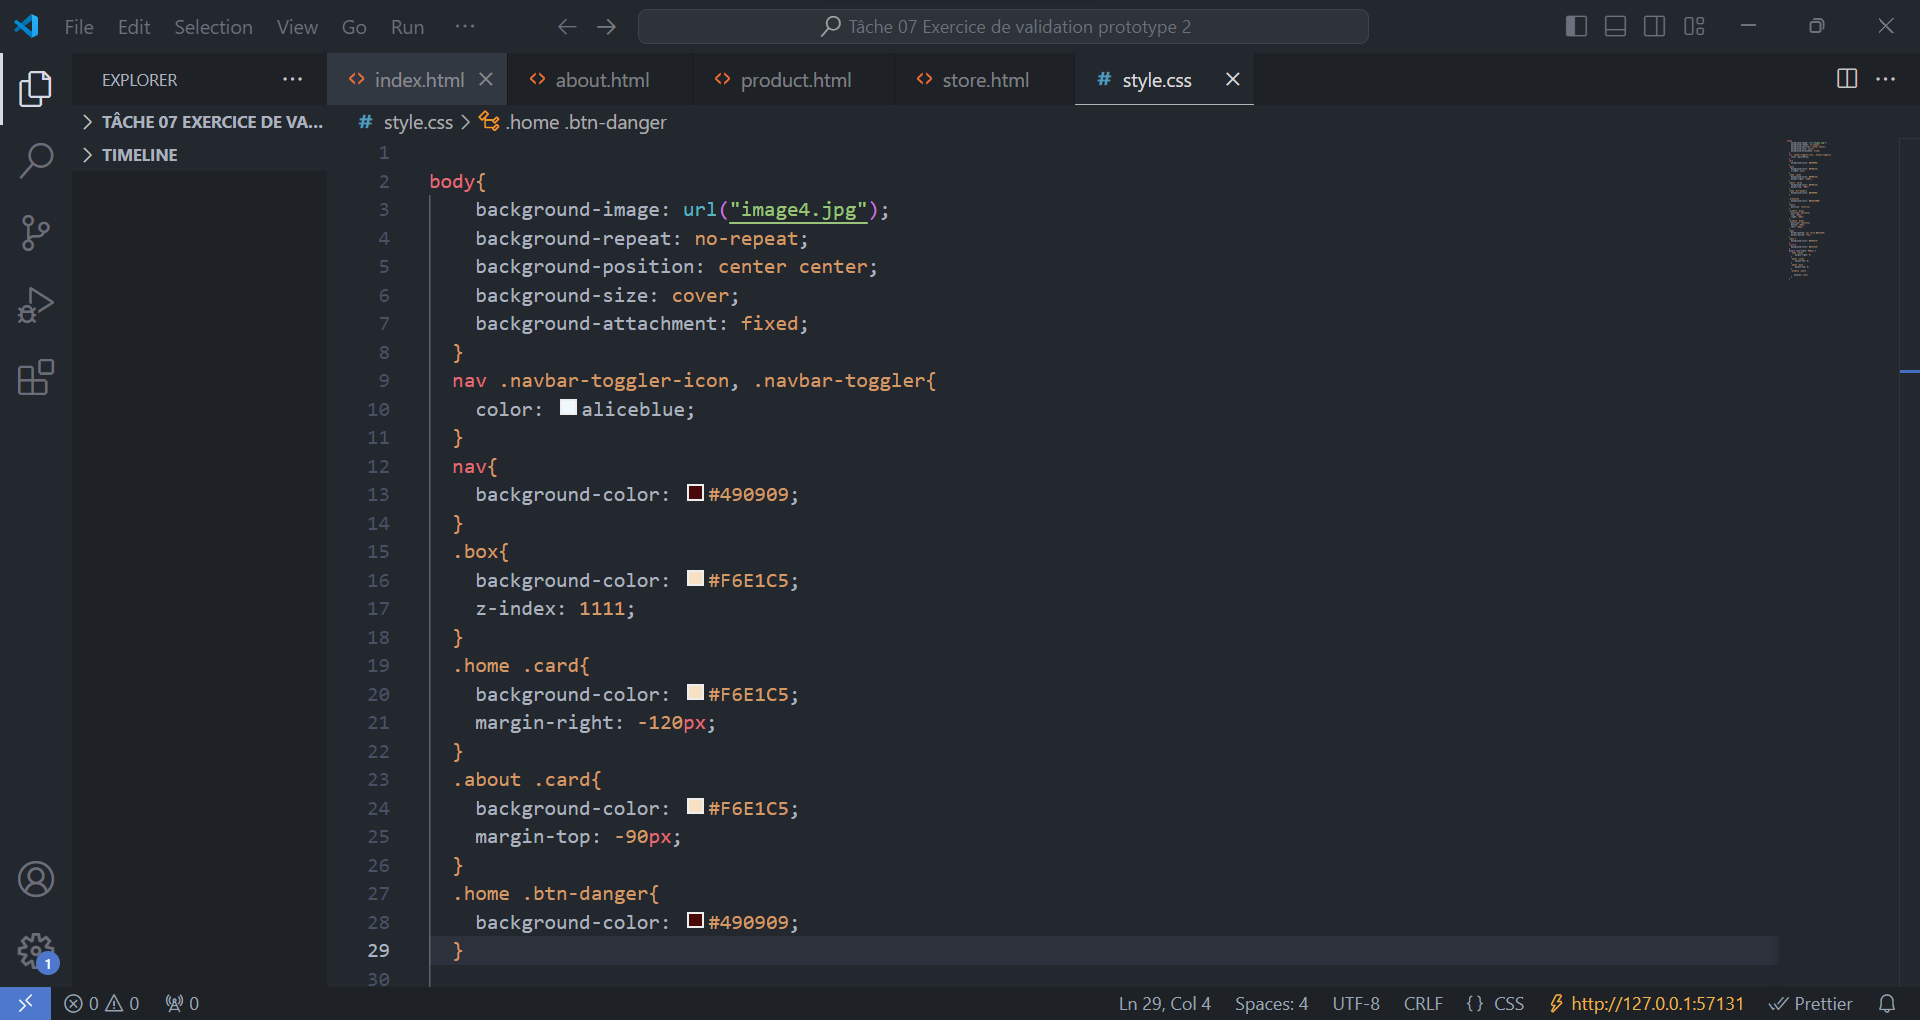 File Edit Selection View Go Run ···
Tâche 07 Exercice de validation prototype 2
EXPLORER ···
index.html
about.html
product.html
store.html
# style.css
TÂCHE 07 EXERCICE DE VA...
TIMELINE
# style.css > .home .btn-danger
1
2 body{
3 background-image: url("image4.jpg");
4 background-repeat: no-repeat;
5 background-position: center center;
6 background-size: cover;
7 background-attachment: fixed;
8 }
9 nav .navbar-toggler-icon, .navbar-toggler{
10 color: aliceblue;
11 }
12 nav{
13 background-color: #490909;
14 }
15 .box{
16 background-color: #F6E1C5;
17 z-index: 1111;
18 }
19 .home .card{
20 background-color: #F6E1C5;
21 margin-right: -120px;
22 }
23 .about .card{
24 background-color: #F6E1C5;
25 margin-top: -90px;
26 }
27 .home .btn-danger{
28 background-color: #490909;
29 }
30
1
0 0 0
Ln 29, Col 4 Spaces: 4 UTF-8 CRLF {} CSS http://127.0.0.1:57131 Prettier